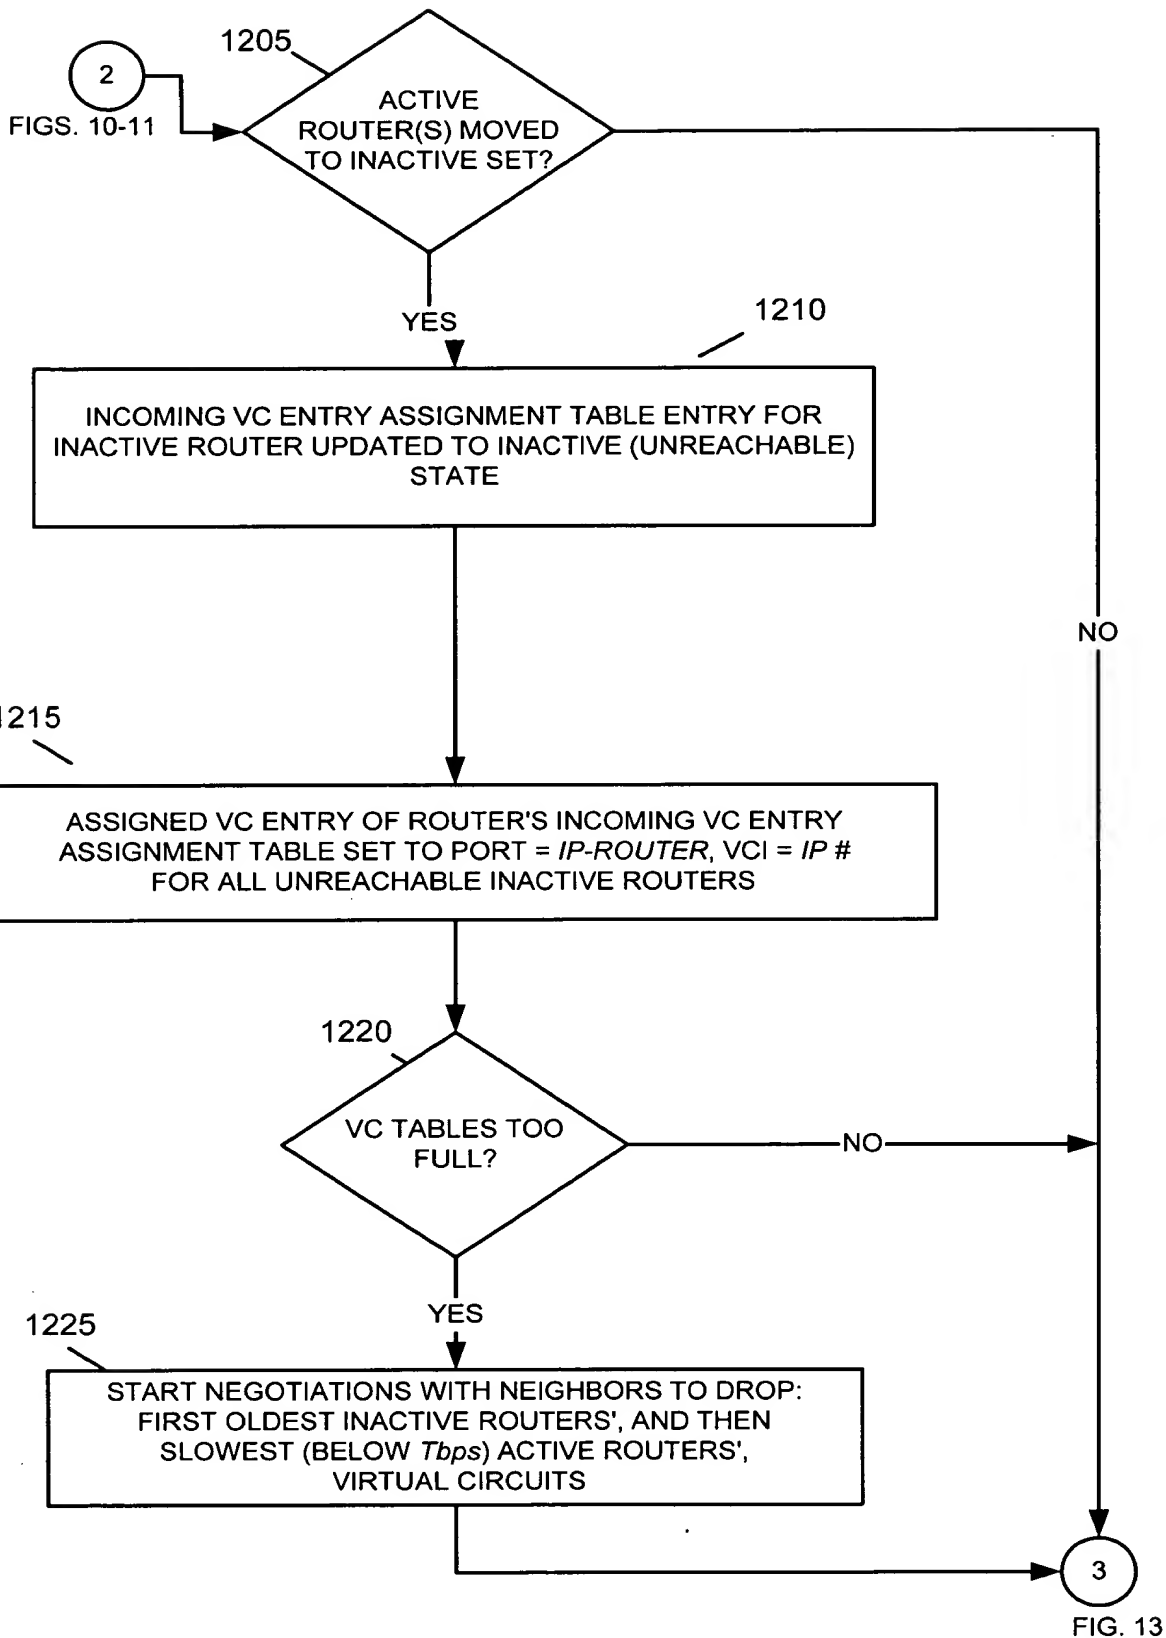 1205
2
FIGS. 10-11
ACTIVE
ROUTER(S) MOVED
TO INACTIVE SET?
YES
1210
INCOMING VC ENTRY ASSIGNMENT TABLE ENTRY FOR
INACTIVE ROUTER UPDATED TO INACTIVE (UNREACHABLE)
STATE
NO
1215
ASSIGNED VC ENTRY OF ROUTER'S INCOMING VC ENTRY
ASSIGNMENT TABLE SET TO PORT = IP-ROUTER, VCI = IP #
FOR ALL UNREACHABLE INACTIVE ROUTERS
1220
VC TABLES TOO
FULL?
NO
YES
1225
START NEGOTIATIONS WITH NEIGHBORS TO DROP:
FIRST OLDEST INACTIVE ROUTERS', AND THEN
SLOWEST (BELOW Tbps) ACTIVE ROUTERS',
VIRTUAL CIRCUITS
3
FIG. 13